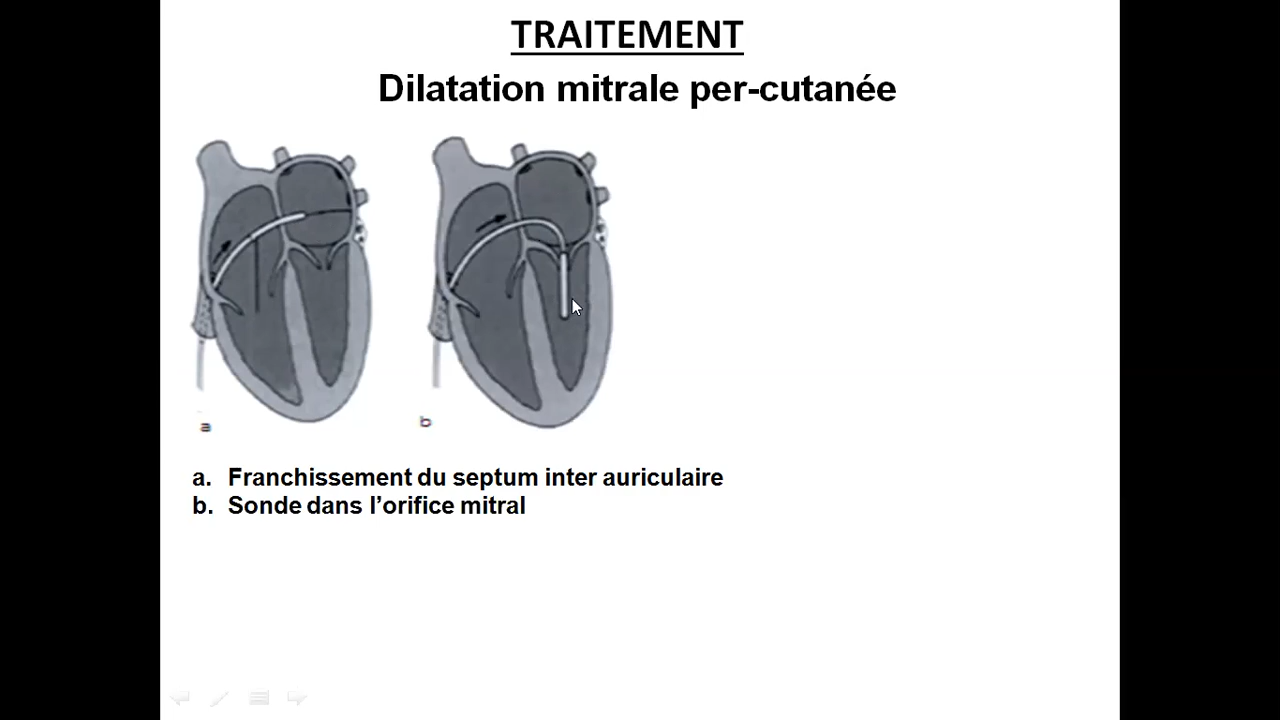 TRAITEMENT
Dilatation mitrale per-cutanée
a
b
a. Franchissement du septum inter auriculaire
b. Sonde dans l’orifice mitral